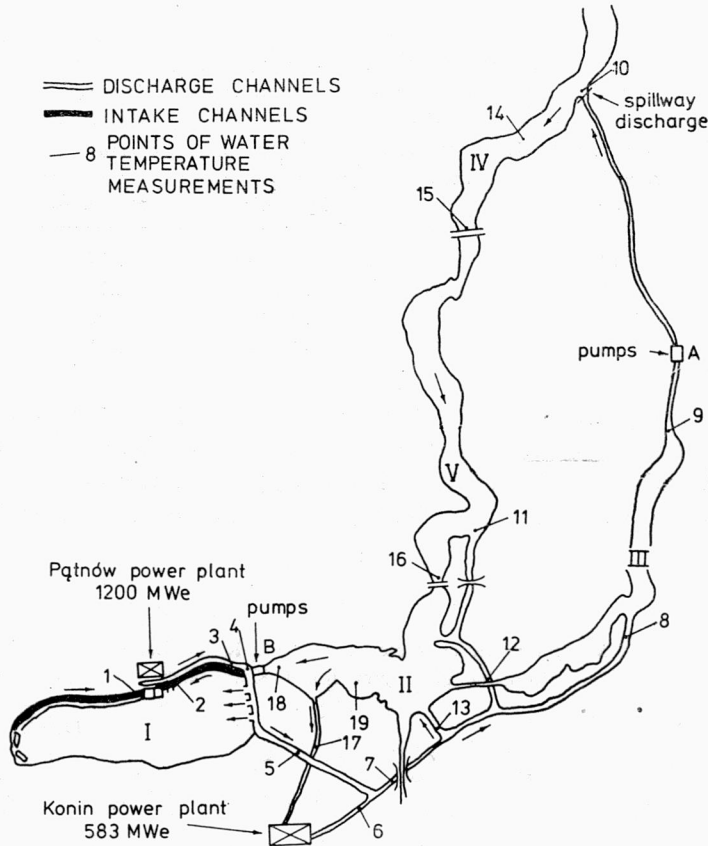 DISCHARGE CHANNELS
INTAKE CHANNELS
8 POINTS OF WATER
TEMPERATURE
MEASUREMENTS
10
spillway
discharge
14
IV
15
pumps
A
9
V
11
III
16
Pątnów power plant
1200 MWe
pumps
3
4
B
8
12
1
2
18
II
I
19
13
17
5
7
Konin power plant
583 MWe
6